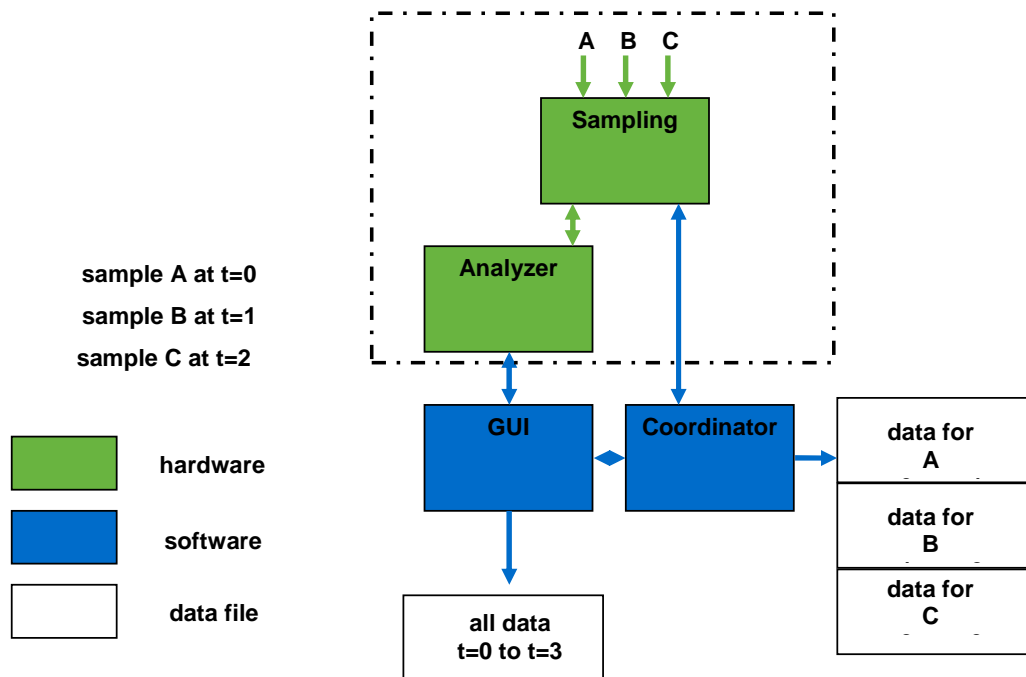 A B C
Sampling
Analyzer
sample A at t=0
sample B at t=1
sample C at t=2
GUI
Coordinator
data for
A
data for
B
data for
C
hardware
software
data file
all data
t=0 to t=3